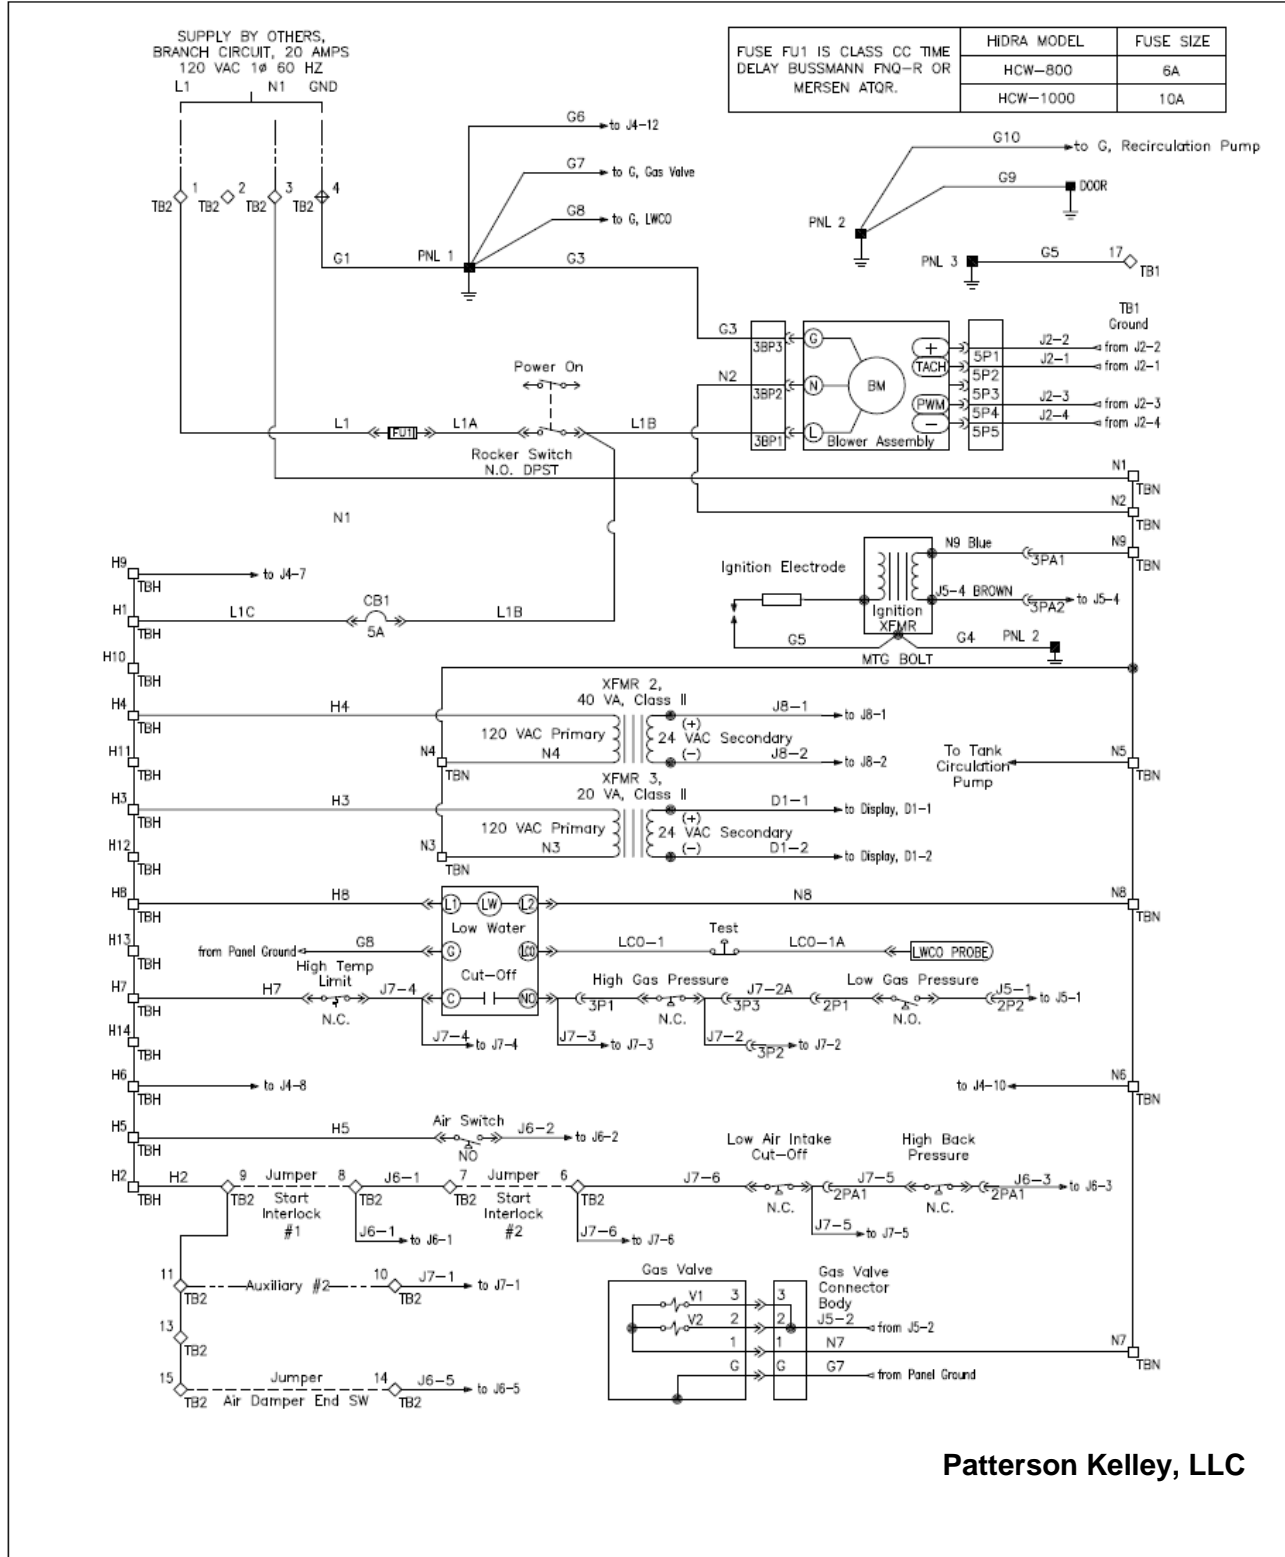 SUPPLY BY OTHERS,
BRANCH CIRCUIT, 20 AMPS
120 VAC 1ø 60 HZ
L1 N1 GND
FUSE FU1 IS CLASS CC TIME
DELAY BUSSMANN FNQ-R OR
MERSEN ATQR.
HiDRA MODEL FUSE SIZE
HCW-800 6A
HCW-1000 10A
G6 to J4-12
G7 to G, Gas Valve
G8 to G, LWCO
G10 to G, Recirculation Pump
G9 DOOR
1 2 3 4
TB2 TB2 TB2 TB2
PNL 2
G1 PNL 1 G3
PNL 3 G5 17 TB1
TB1
Ground
G3 3BP3 G
+ 5P1 J2-2 from J2-2
TACH 5P2 J2-1 from J2-1
N2 3BP2 N BM
5P3
PWM 5P4 J2-3 from J2-3
- 5P5 J2-4 from J2-4
Power On
L1 FU1 L1A L1B 3BP1 L Blower Assembly
Rocker Switch
N.O. DPST
N1 TBN
N2 TBN
N1
H9 TBH to J4-7
Ignition Electrode
N9 Blue 3PA1 N9 TBN
J5-4 BROWN 3PA2 to J5-4
Ignition
XFMR
G5 G4 PNL 2
MTG BOLT
H1 TBH L1C CB1 L1B
5A
H10 TBH
XFMR 2,
40 VA, Class II
H4 TBH H4 J8-1 to J8-1
120 VAC Primary (+)
24 VAC Secondary
(-)
H11 TBH N4 TBN N4 J8-2 to J8-2
To Tank
Circulation
Pump
N5 TBN
XFMR 3,
20 VA, Class II
H3 TBH H3 D1-1 to Display, D1-1
120 VAC Primary (+)
24 VAC Secondary
(-)
H12 TBH N3 TBN N3 D1-2 to Display, D1-2
H8 TBH H8 L1 LW L2 N8 N8 TBN
Low Water
Cut-Off
H13 TBH
from Panel Ground G8 G LCO LCO-1 Test LCO-1A LWCO PROBE
High Temp
Limit
High Gas Pressure
Low Gas Pressure
H7 TBH H7 N.C. J7-4 C NO 3P1 N.C. 3P3 J7-2A 2P1 N.O. J5-1 2P2 to J5-1
H14 TBH
J7-4 to J7-4
J7-3 to J7-3
J7-2 3P2 to J7-2
H6 TBH to J4-8
to J4-10 N6 TBN
H5 TBH H5 Air Switch NO J6-2 to J6-2
Low Air Intake
Cut-Off
High Back
Pressure
H2 TBH H2 9 TB2 Jumper 8 TB2 J6-1 7 TB2 Jumper 6 TB2 J7-6 N.C. 2PA1 J7-5 N.C. 2PA1 J6-3 to J6-3
Start
Interlock
#1
Start
Interlock
#2
J6-1 to J6-1
J7-6 to J7-6
J7-5 to J7-5
11 TB2 Auxiliary #2 10 TB2 J7-1 to J7-1
13 TB2
15 TB2 Jumper 14 TB2 J6-5 to J6-5
Air Damper End SW
Gas Valve
Gas Valve
Connector
Body
V1 3 3
V2 2 2 J5-2 from J5-2
1 1 N7 N7 TBN
G G G7 from Panel Ground
Patterson Kelley, LLC